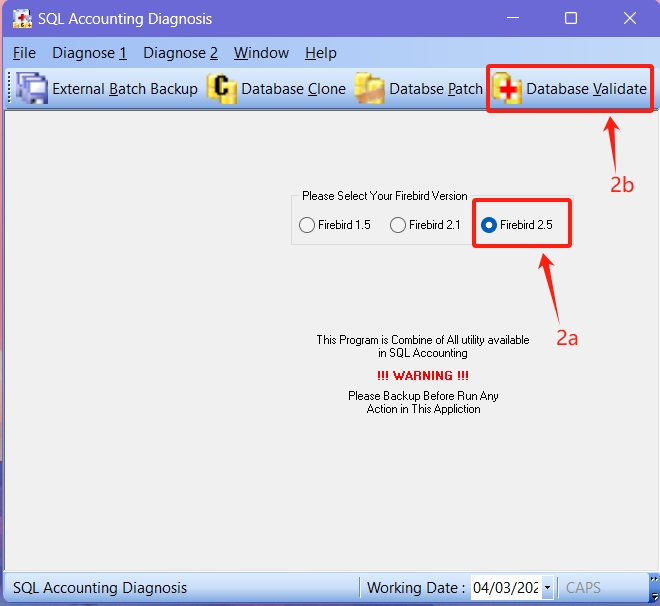 SQL Accounting Diagnosis
File Diagnose 1 Diagnose 2 Window Help
External Batch Backup Database Clone Databse Patch Database Validate
2b
Please Select Your Firebird Version
Firebird 1.5 Firebird 2.1 Firebird 2.5
2a
This Program is Combine of All utility available
in SQL Accounting
!!! WARNING !!!
Please Backup Before Run Any
Action in This Appliction
SQL Accounting Diagnosis Working Date : 04/03/202 CAPS